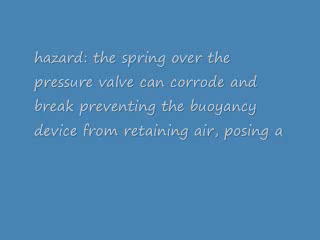 hazard: the spring over the
pressure valve can corrode and
break preventing the buoyancy
device from retaining air, posing a